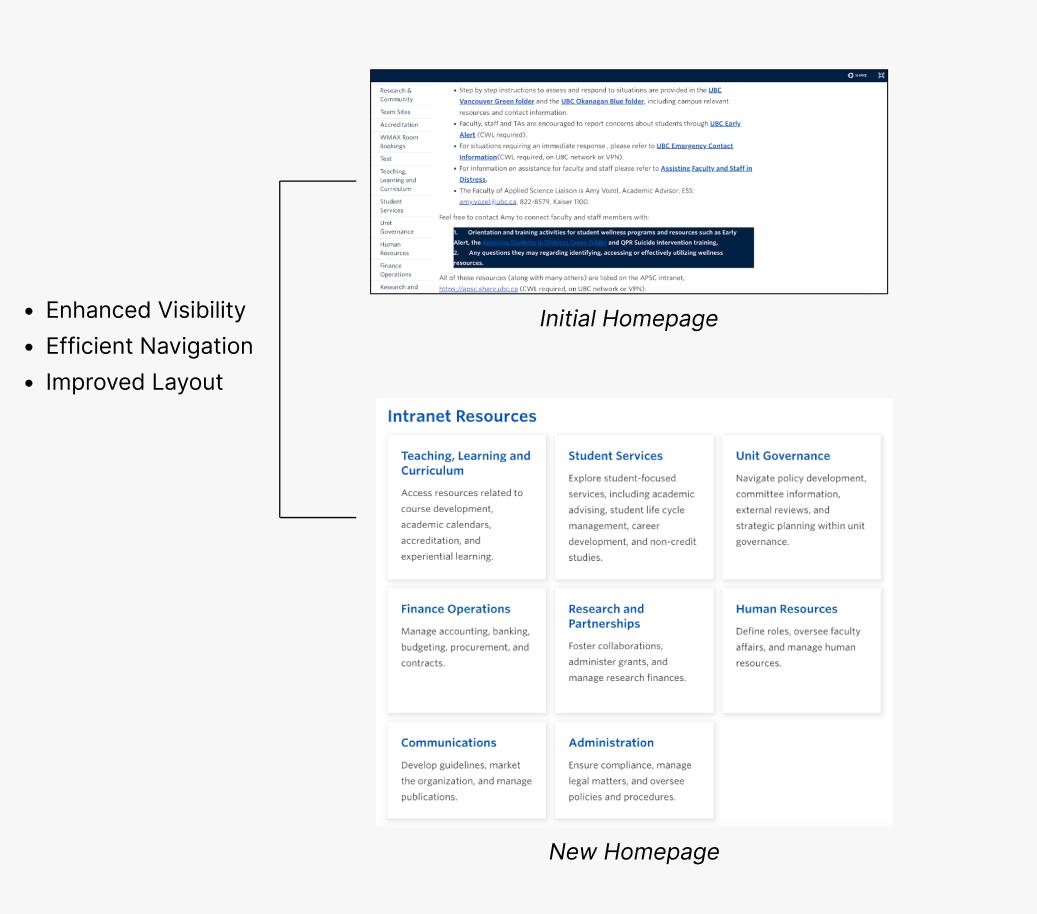 SHARE
Research &
Community
Team Sites
Accreditation
WMAX Room
Bookings
Test
Teaching,
Learning and
Curriculum
Student
Services
Unit
Governance
Human
Resources
Finance
Operations
Research and
• Step by step instructions to assess and respond to situations are provided in the UBC
Vancouver Green folder and the UBC Okanagan Blue folder, including campus relevant
resources and contact information.
• Faculty, staff and TAs are encouraged to report concerns about students through UBC Early
Alert (CWL required).
• For situations requiring an immediate response , please refer to UBC Emergency Contact
Information(CWL required, on UBC network or VPN).
• For information on assistance for faculty and staff please refer to Assisting Faculty and Staff in
Distress.
• The Faculty of Applied Science Liaison is Amy Vozel, Academic Advisor, ESS:
amy.vozel@ubc.ca, 822-8579, Kaiser 1100.
Feel free to contact Amy to connect faculty and staff members with:
1. Orientation and training activities for student wellness programs and resources such as Early
Alert, the Assisting Students in Distress Green Folder and QPR Suicide Intervention training,
2. Any questions they may regarding identifying, accessing or effectively utilizing wellness
resources.
All of these resources (along with many others) are listed on the APSC intranet,
https://apsc.share.ubc.ca (CWL required, on UBC network or VPN).
Initial Homepage
• Enhanced Visibility
• Efficient Navigation
• Improved Layout
Intranet Resources
Teaching, Learning and
Curriculum
Access resources related to
course development,
academic calendars,
accreditation, and
experiential learning.
Student Services
Explore student-focused
services, including academic
advising, student life cycle
management, career
development, and non-credit
studies.
Unit Governance
Navigate policy development,
committee information,
external reviews, and
strategic planning within unit
governance.
Finance Operations
Manage accounting, banking,
budgeting, procurement, and
contracts.
Research and
Partnerships
Foster collaborations,
administer grants, and
manage research finances.
Human Resources
Define roles, oversee faculty
affairs, and manage human
resources.
Communications
Develop guidelines, market
the organization, and manage
publications.
Administration
Ensure compliance, manage
legal matters, and oversee
policies and procedures.
New Homepage